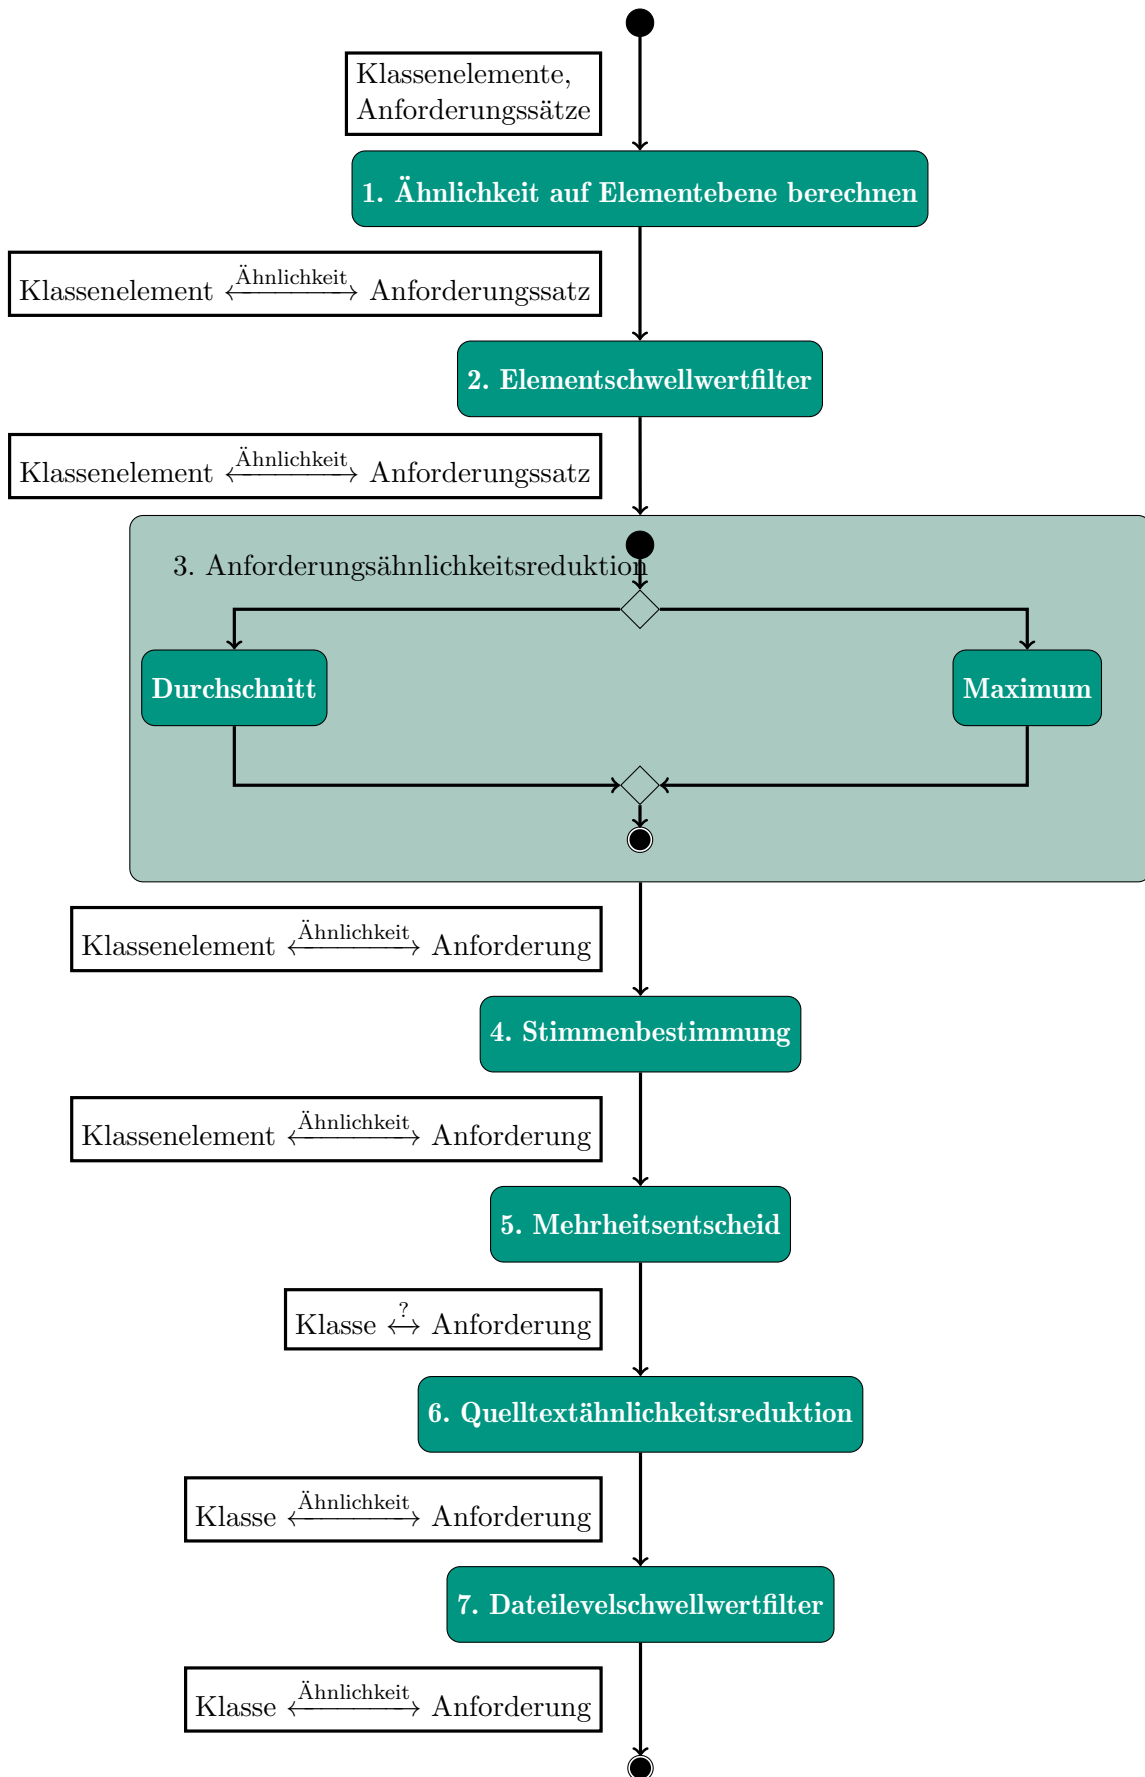 Klassenelemente,
Anforderungssätze
1. Ähnlichkeit auf Elementebene berechnen
Klassenelement ⟷ Ähnlichkeit Anforderungssatz
2. Elementschwellwertfilter
Klassenelement ⟷ Ähnlichkeit Anforderungssatz
3. Anforderungsähnlichkeitsreduktion
Durchschnitt
Maximum
Klassenelement ⟷ Ähnlichkeit Anforderung
4. Stimmenbestimmung
Klassenelement ⟷ Ähnlichkeit Anforderung
5. Mehrheitsentscheid
Klasse ⟷ ? Anforderung
6. Quelltextähnlichkeitsreduktion
Klasse ⟷ Ähnlichkeit Anforderung
7. Dateilevelschwellwertfilter
Klasse ⟷ Ähnlichkeit Anforderung